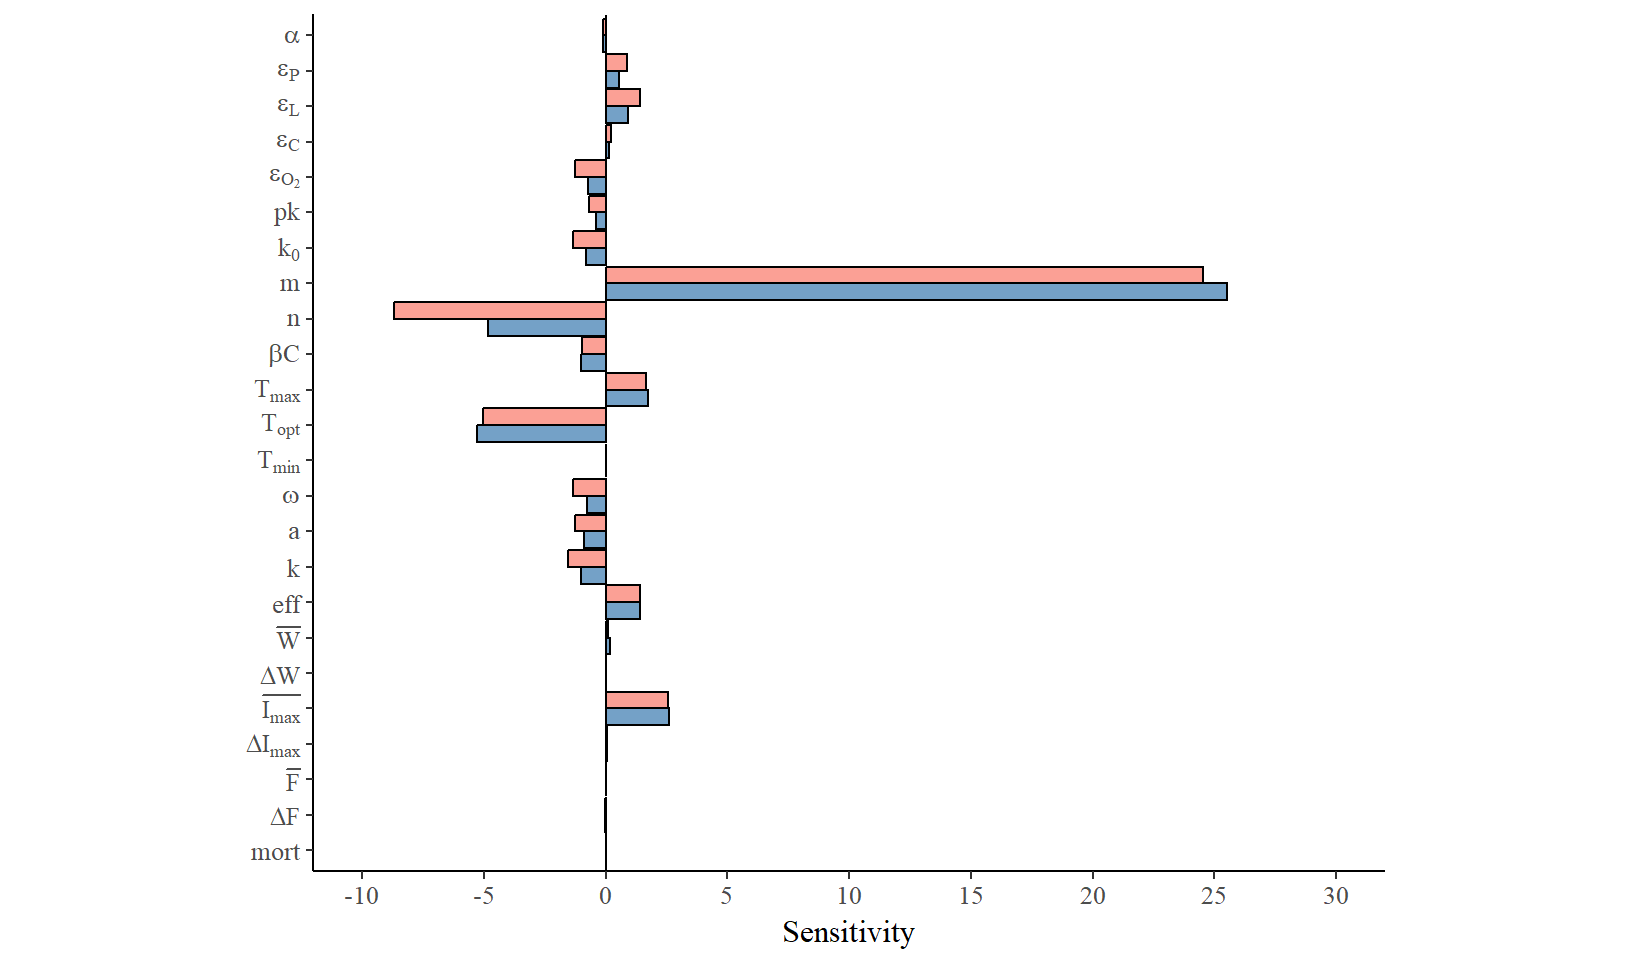 α
εP
εL
εC
εO2
pk
k0
m
n
βC
Tmax
Topt
Tmin
ω
a
k
eff
W̅
ΔW
I̅m̅a̅x̅
ΔImax
F̅
ΔF
mort
-10 -5 0 5 10 15 20 25 30
Sensitivity